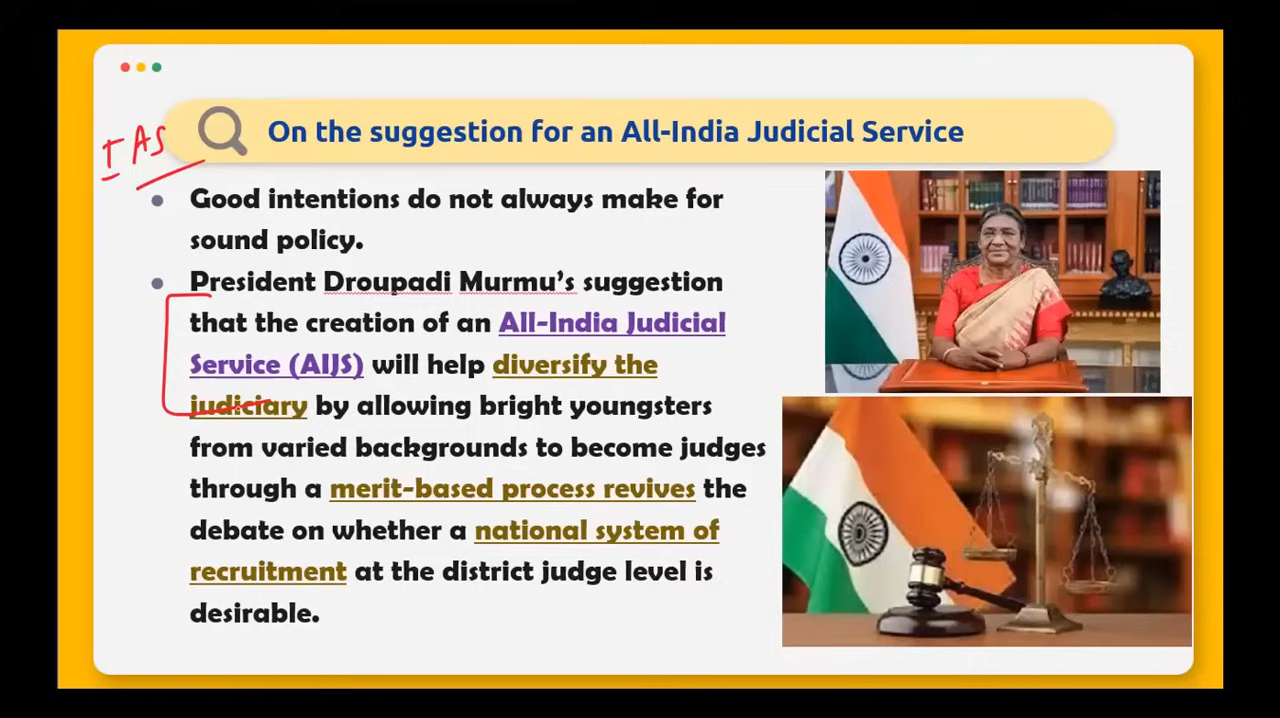 On the suggestion for an All-India Judicial Service
IAS
Good intentions do not always make for
sound policy.
President Droupadi Murmu's suggestion
that the creation of an All-India Judicial
Service (AIJS) will help diversify the
judiciary by allowing bright youngsters
from varied backgrounds to become judges
through a merit-based process revives the
debate on whether a national system of
recruitment at the district judge level is
desirable.